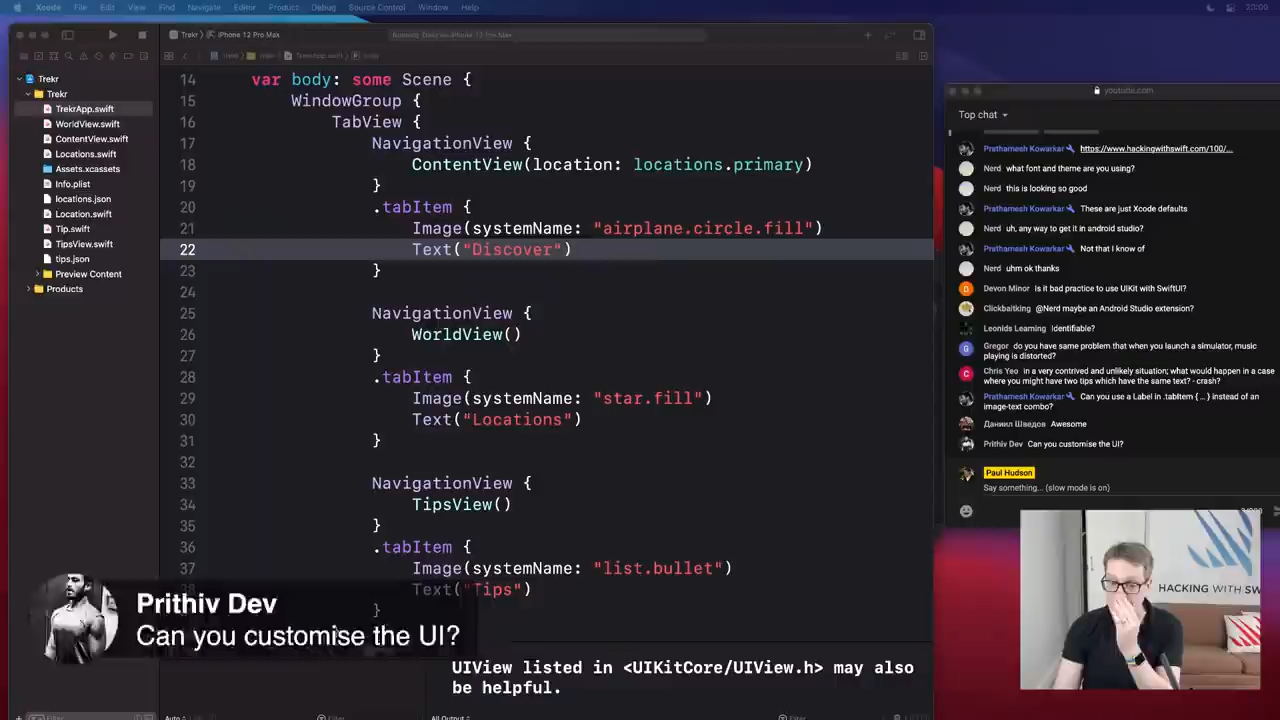 Xcode File Edit View Find Navigate Editor Product Debug Source Control Window Help 20:00
Trekr iPhone 12 Pro Max
Trekr
Trekr
TrekrApp.swift
WorldView.swift
ContentView.swift
Locations.swift
Assets.xcassets
Info.plist
locations.json
Location.swift
Tip.swift
TipsView.swift
tips.json
Preview Content
Products
14 var body: some Scene {
15 WindowGroup {
16 TabView {
17 NavigationView {
18 ContentView(location: locations.primary)
19 }
20 .tabItem {
21 Image(systemName: "airplane.circle.fill")
22 Text("Discover")
23 }
24
25 NavigationView {
26 WorldView()
27 }
28 .tabItem {
29 Image(systemName: "star.fill")
30 Text("Locations")
31 }
32
33 NavigationView {
34 TipsView()
35 }
36 .tabItem {
37 Image(systemName: "list.bullet")
Text("Tips")
}
UIView listed in <UIKitCore/UIView.h> may also
be helpful.
Auto
Filter
All Output
Filter
Filter
Prithiv Dev
Can you customise the UI?
youtube.com
Top chat
Prathamesh Kowarkar https://www.hackingwithswift.com/100/...
Nerd what font and theme are you using?
Nerd this is looking so good
Prathamesh Kowarkar These are just Xcode defaults
Nerd uh, any way to get it in android studio?
Prathamesh Kowarkar Not that I know of
Nerd uhm ok thanks
Devon Minor Is it bad practice to use UIKit with SwiftUI?
Clickbaitking @Nerd maybe an Android Studio extension?
Leonids Learning Identifiable?
Gregor do you have same problem that when you launch a simulator, music
playing is distorted?
Chris Yeo in a very contrived and unlikely situation; what would happen in a case
where you might have two tips which have the same text? - crash?
Prathamesh Kowarkar Can you use a Label in .tabItem { ... } instead of an
image-text combo?
Даниил Шведов Awesome
Prithiv Dev Can you customise the UI?
Paul Hudson
Say something... (slow mode is on)
HACKING WITH SWIF